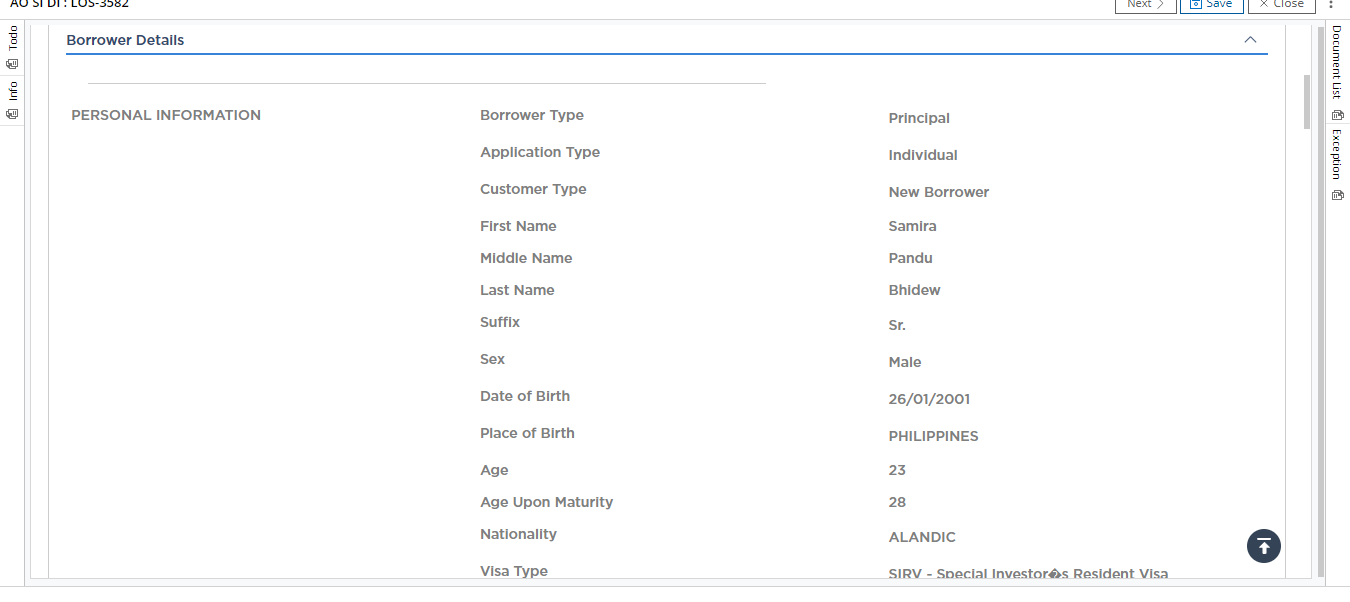 AO SI DI : LOS-3582
Next
Save
Close
Todo
Info
Document List
Exception
Borrower Details
PERSONAL INFORMATION
Borrower Type Principal
Application Type Individual
Customer Type New Borrower
First Name Samira
Middle Name Pandu
Last Name Bhidew
Suffix Sr.
Sex Male
Date of Birth 26/01/2001
Place of Birth PHILIPPINES
Age 23
Age Upon Maturity 28
Nationality ALANDIC
Visa Type SIRV - Special Investor�s Resident Visa